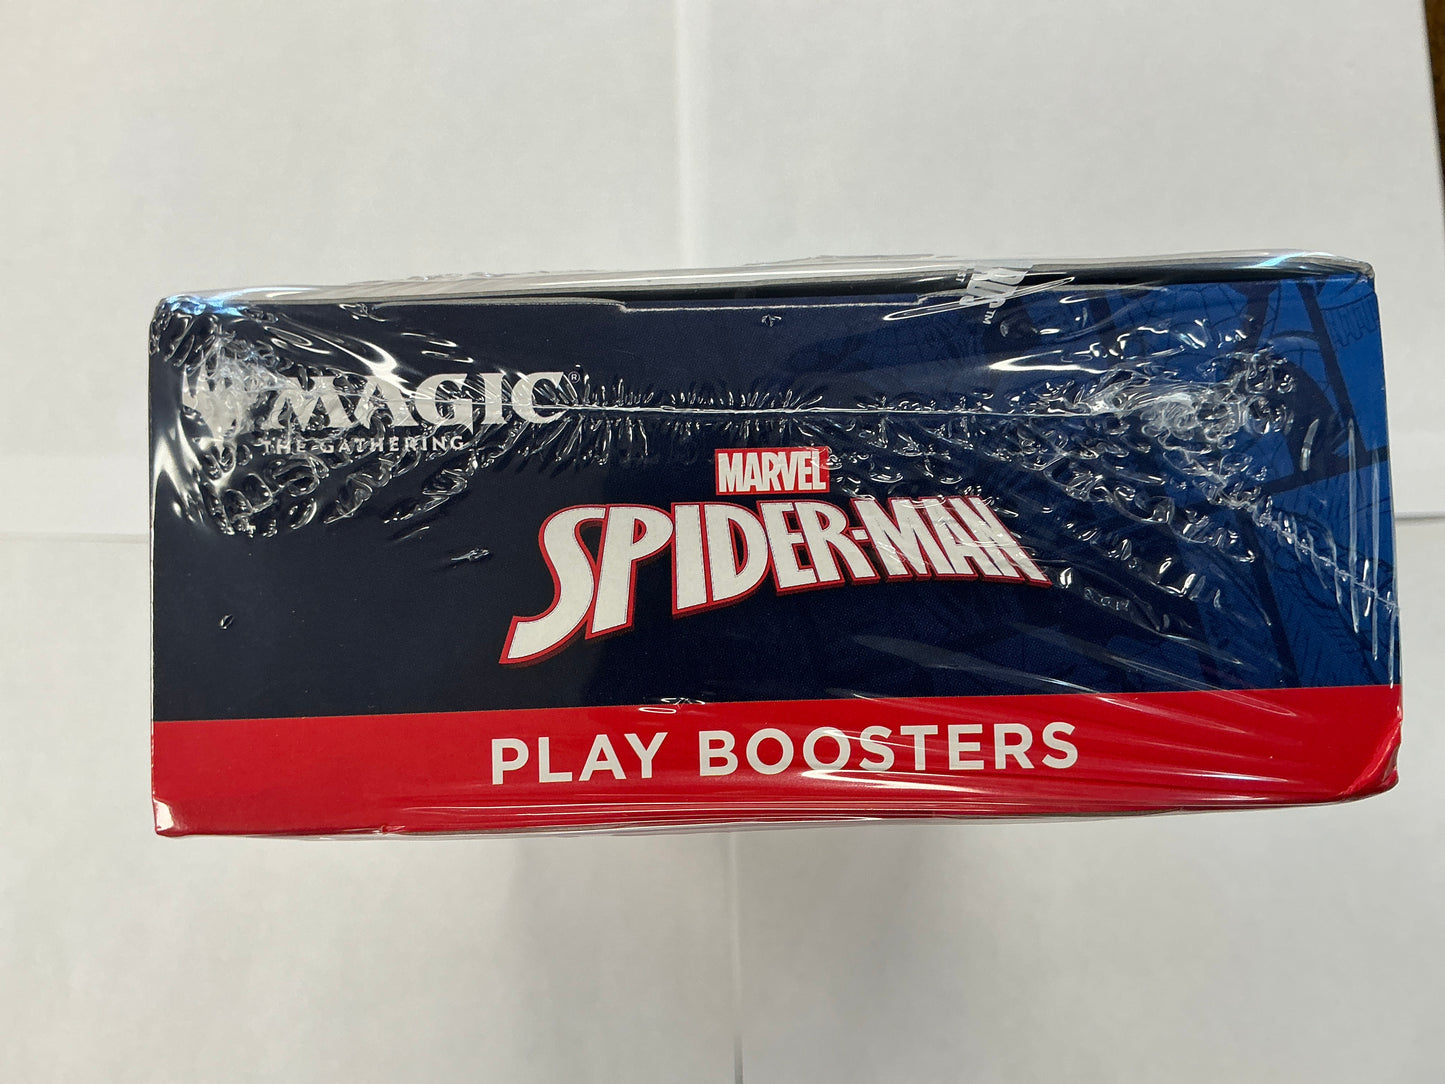 MAGIC®
THE GATHERING
MARVEL
SPIDER-MAN
PLAY BOOSTERS